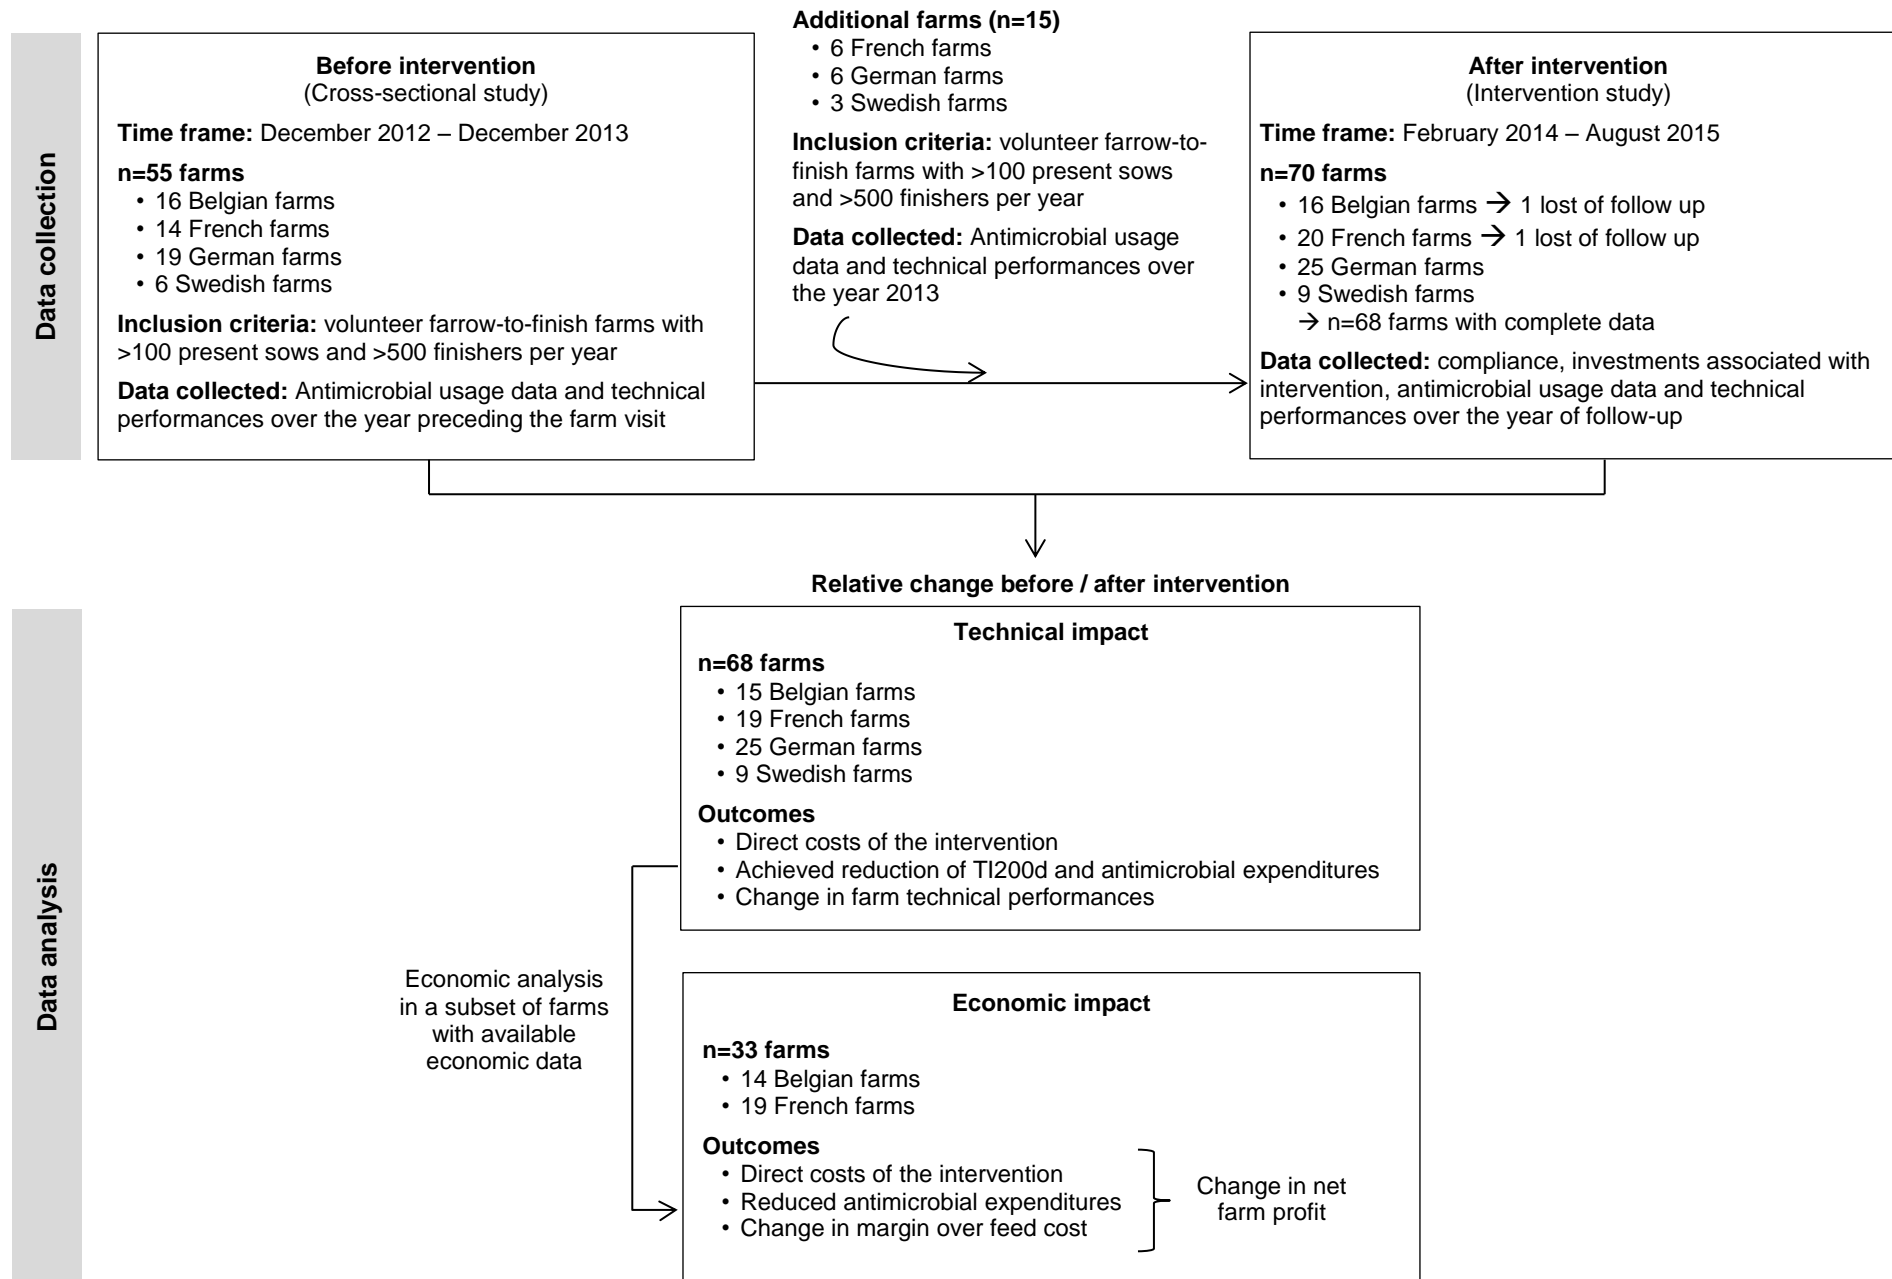 Data collection
Before intervention
(Cross-sectional study)
Time frame: December 2012 – December 2013
n=55 farms
• 16 Belgian farms
• 14 French farms
• 19 German farms
• 6 Swedish farms
Inclusion criteria: volunteer farrow-to-finish farms with
>100 present sows and >500 finishers per year
Data collected: Antimicrobial usage data and technical
performances over the year preceding the farm visit
Additional farms (n=15)
• 6 French farms
• 6 German farms
• 3 Swedish farms
Inclusion criteria: volunteer farrow-to-
finish farms with >100 present sows
and >500 finishers per year
Data collected: Antimicrobial usage
data and technical performances over
the year 2013
After intervention
(Intervention study)
Time frame: February 2014 – August 2015
n=70 farms
• 16 Belgian farms → 1 lost of follow up
• 20 French farms → 1 lost of follow up
• 25 German farms
• 9 Swedish farms
→ n=68 farms with complete data
Data collected: compliance, investments associated with
intervention, antimicrobial usage data and technical
performances over the year of follow-up
Data analysis
Relative change before / after intervention
Technical impact
n=68 farms
• 15 Belgian farms
• 19 French farms
• 25 German farms
• 9 Swedish farms
Outcomes
• Direct costs of the intervention
• Achieved reduction of TI200d and antimicrobial expenditures
• Change in farm technical performances
Economic analysis
in a subset of farms
with available
economic data
Economic impact
n=33 farms
• 14 Belgian farms
• 19 French farms
Outcomes
• Direct costs of the intervention
• Reduced antimicrobial expenditures
• Change in margin over feed cost
Change in net
farm profit